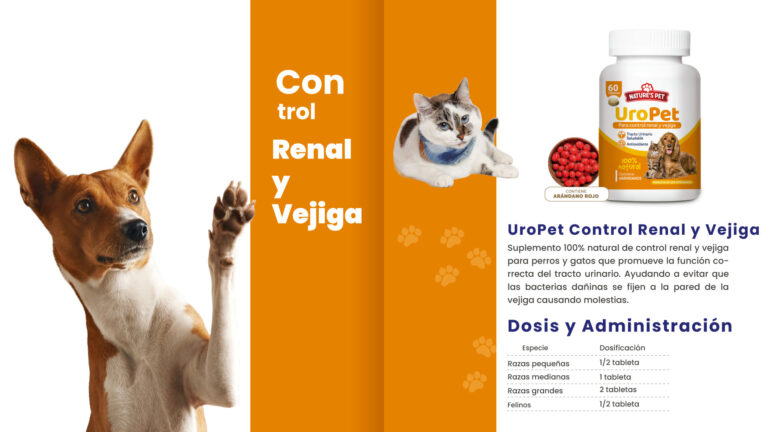 Con
trol
Renal
y
Vejiga
60
NATURE'S PET
UroPet
Para control renal y vejiga
Tracto Urinario
Saludable
Antioxidante
100%
natural
CONTIENE
ARÁNDANO ROJO
UroPet Control Renal y Vejiga
Suplemento 100% natural de control renal y vejiga
para perros y gatos que promueve la función co-
rrecta del tracto urinario. Ayudando a evitar que
las bacterias dañinas se fijen a la pared de la
vejiga causando molestias.
Dosis y Administración
Especie Dosificación
Razas pequeñas 1/2 tableta
Razas medianas 1 tableta
Razas grandes 2 tabletas
Felinos 1/2 tableta